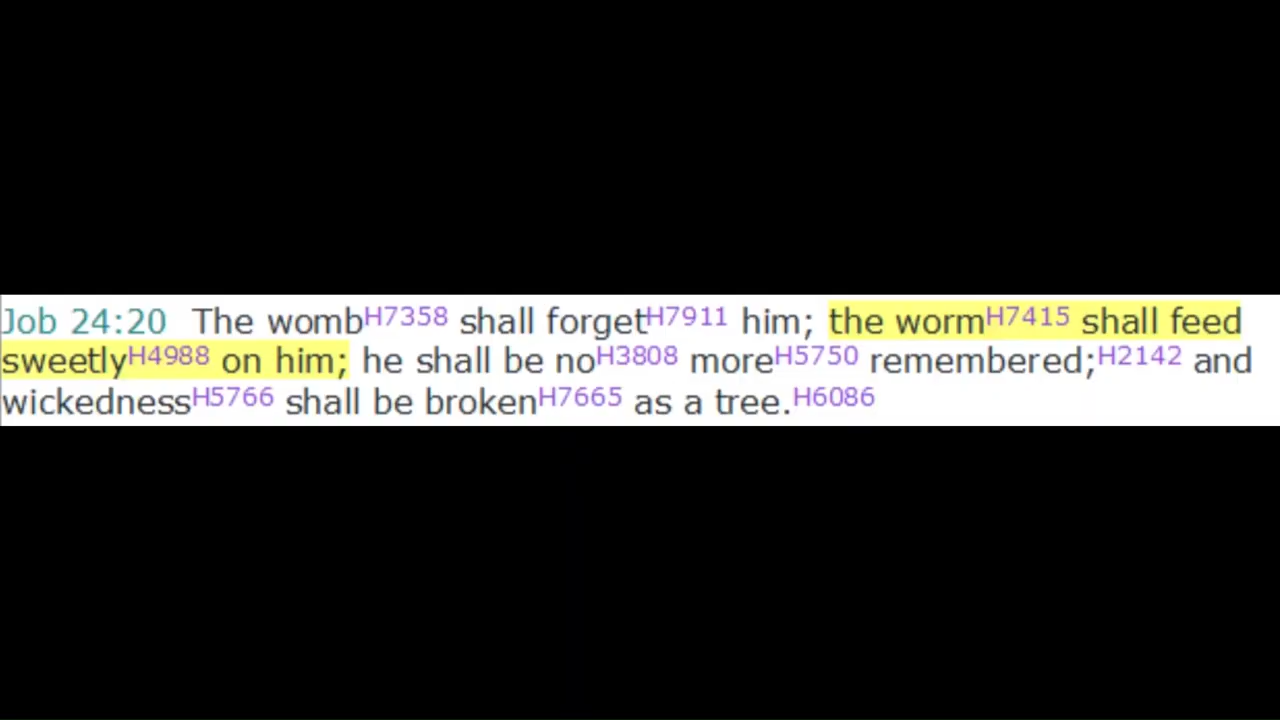 Job 24:20 The wombH7358 shall forgetH7911 him; the wormH7415 shall feed
sweetlyH4988 on him; he shall be noH3808 moreH5750 remembered;H2142 and
wickednessH5766 shall be brokenH7665 as a tree.H6086